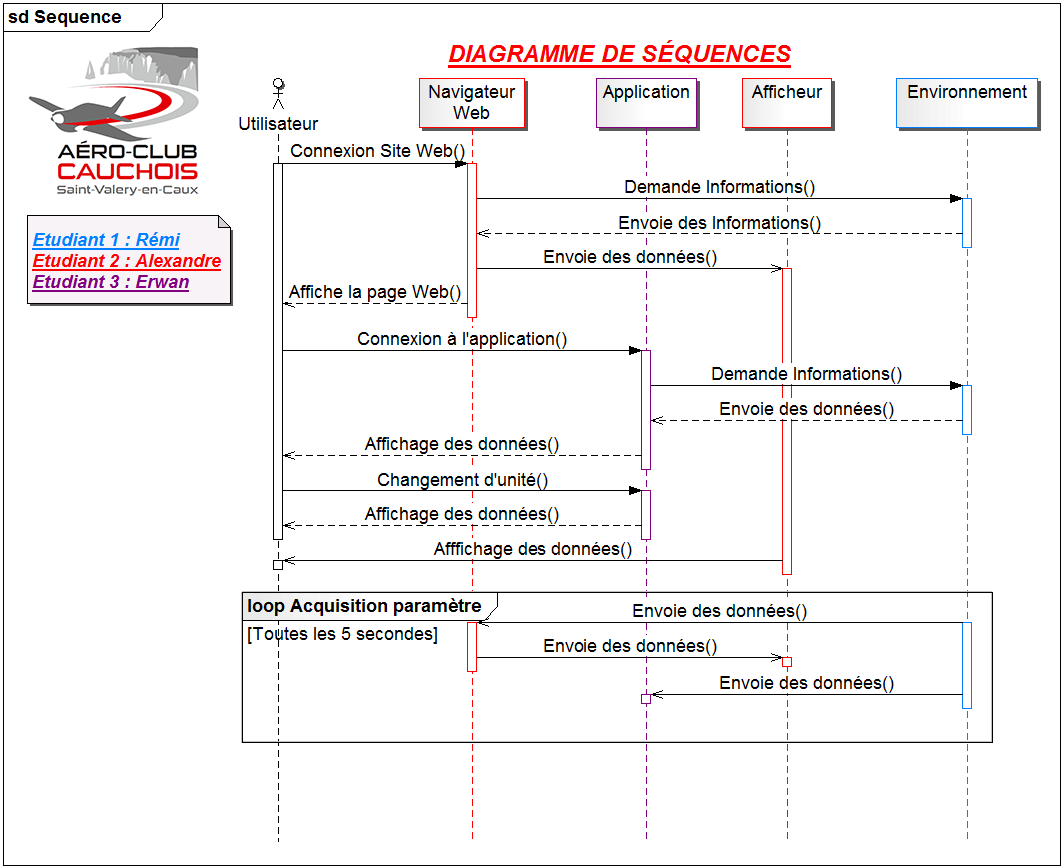 sd Sequence
DIAGRAMME DE SÉQUENCES
AÉRO-CLUB
CAUCHOIS
Saint-Valery-en-Caux
Etudiant 1 : Rémi
Etudiant 2 : Alexandre
Etudiant 3 : Erwan
Utilisateur
Navigateur
Web
Application
Afficheur
Environnement
Connexion Site Web()
Demande Informations()
Envoie des Informations()
Envoie des données()
Affiche la page Web()
Connexion à l'application()
Demande Informations()
Envoie des données()
Affichage des données()
Changement d'unité()
Affichage des données()
Afffichage des données()
loop Acquisition paramètre
[Toutes les 5 secondes]
Envoie des données()
Envoie des données()
Envoie des données()